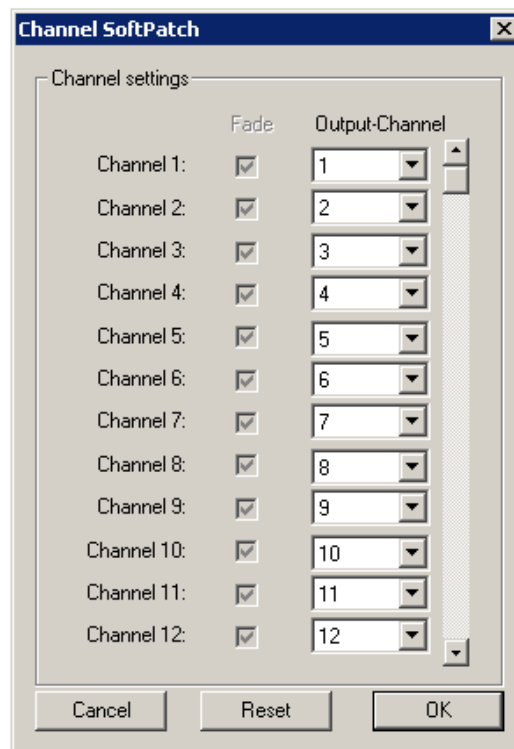 Channel SoftPatch
Channel settings
Fade Output-Channel
Channel 1: 1
Channel 2: 2
Channel 3: 3
Channel 4: 4
Channel 5: 5
Channel 6: 6
Channel 7: 7
Channel 8: 8
Channel 9: 9
Channel 10: 10
Channel 11: 11
Channel 12: 12
Cancel Reset OK